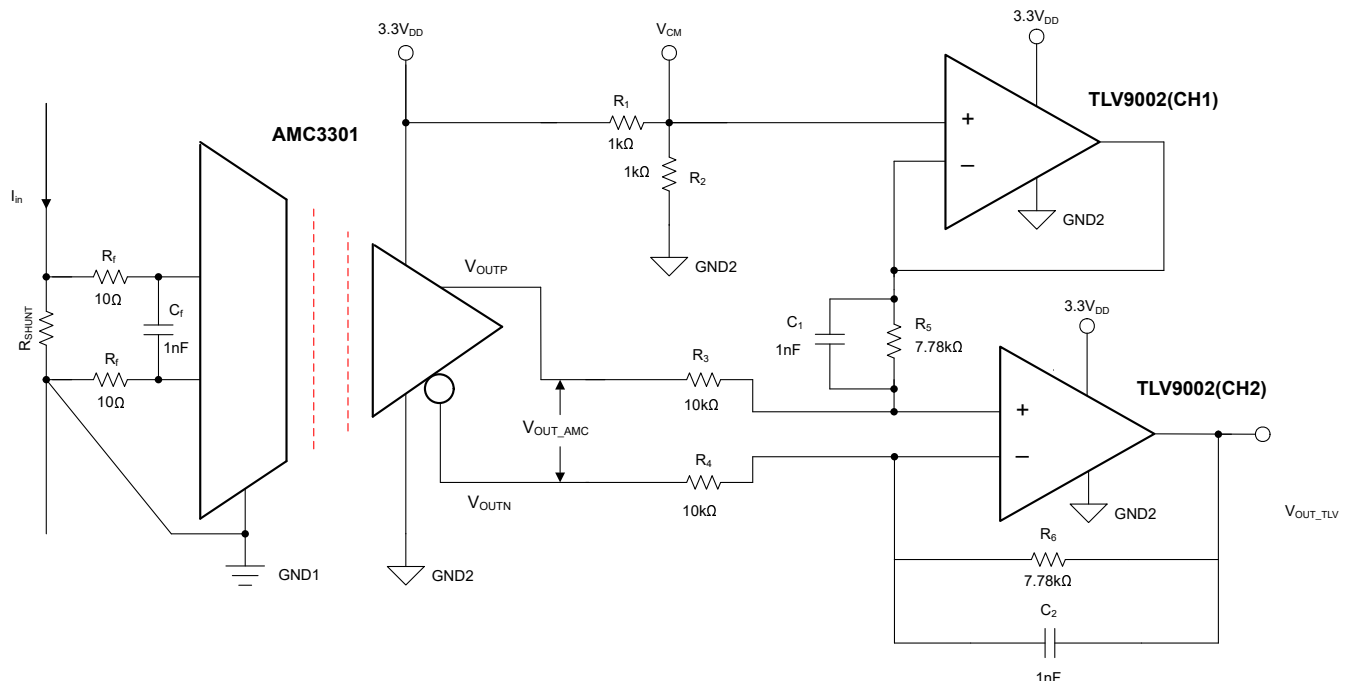 3.3VDD
VCM
3.3VDD
TLV9002(CH1)
R1
1kΩ
AMC3301
+
−
1kΩ
R2
Iin
GND2
GND2
Rf
10Ω
VOUTP
Cf
1nF
RSHUNT
C1
1nF
R5
7.78kΩ
3.3VDD
Rf
10Ω
R3
10kΩ
TLV9002(CH2)
+
−
VOUT_AMC
R4
10kΩ
VOUTN
GND2
VOUT_TLV
R6
7.78kΩ
GND1
GND2
C2
1nF